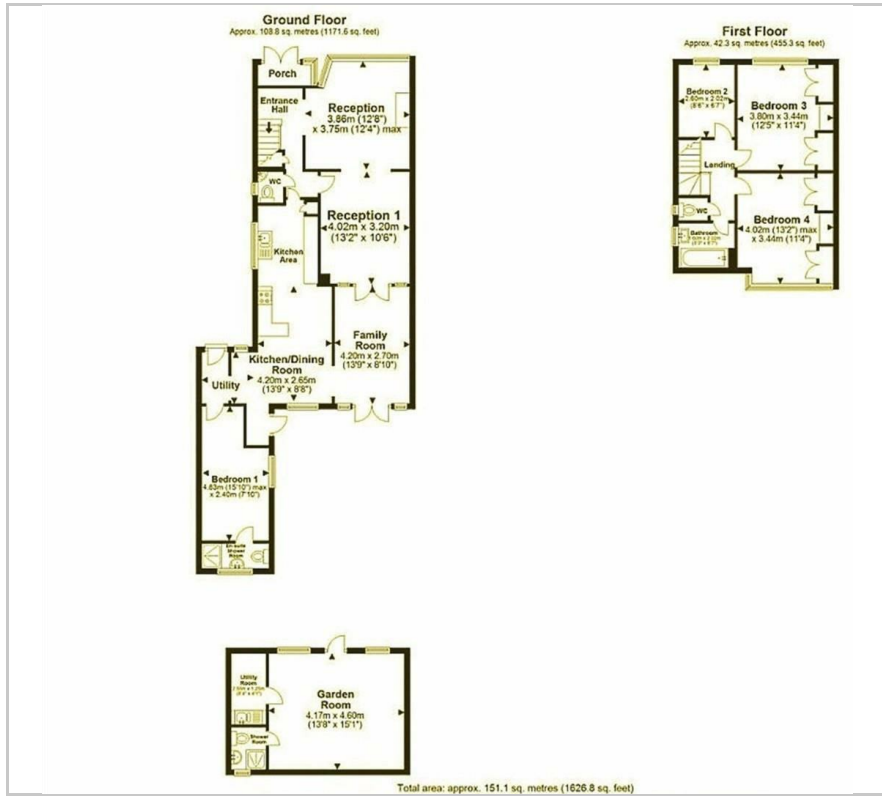 Ground Floor
Approx. 108.8 sq. metres (1171.6 sq. feet)
Porch
Entrance
Hall
Reception
3.86m (12'8")
x 3.75m (12'4") max
WC
Reception 1
4.02m x 3.20m
(13'2" x 10'6")
Kitchen
Area
Family
Room
4.20m x 2.70m
(13'9" x 8'10")
Kitchen/Dining
Room
4.20m x 2.65m
(13'9" x 8'8")
Utility
Bedroom 1
4.83m (15'10") max
x 2.40m (7'10")
En-suite
Shower
Room
First Floor
Approx. 42.3 sq. metres (455.3 sq. feet)
Bedroom 2
2.60m x 2.02m
(8'6" x 6'7")
Bedroom 3
3.80m x 3.44m
(12'5" x 11'4")
Landing
WC
Bathroom
Bedroom 4
4.02m (13'2") max
x 3.44m (11'4")
Utility
Room
Garden
Room
4.17m x 4.60m
(13'8" x 15'1")
Shower
Room
Total area: approx. 151.1 sq. metres (1626.8 sq. feet)